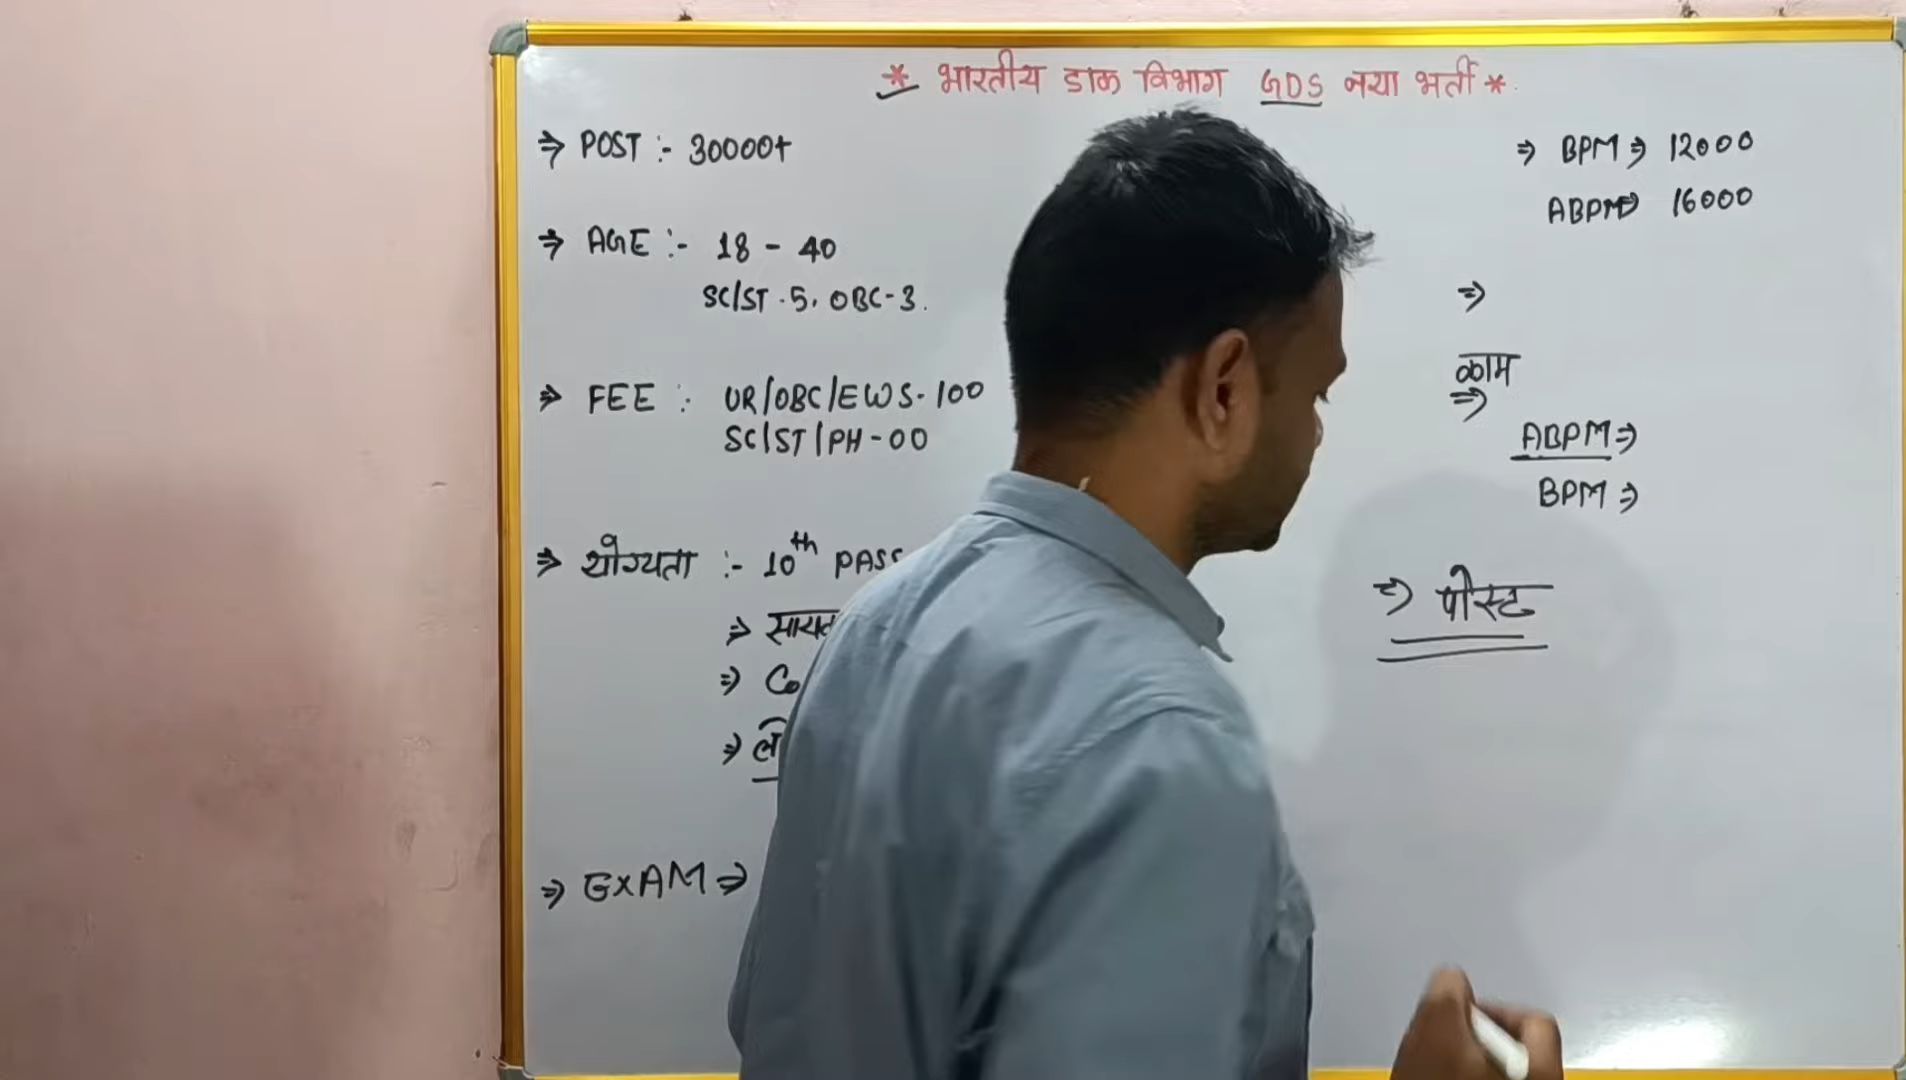 * भारतीय डाक विभाग GDS नया भर्ती *
⇒ POST :- 30000+
⇒ AGE :- 18 - 40
SC/ST - 5, OBC - 3.
⇒ FEE : UR/OBC/EWS - 100
SC/ST/PH - 00
⇒ योग्यता :- 10th PASS
⇒
⇒ Co
⇒
⇒ EXAM ⇒
⇒ BPM ⇒ 12000
ABPM ⇒ 16000
⇒
काम
⇒
ABPM ⇒
BPM ⇒
⇒ पोस्ट